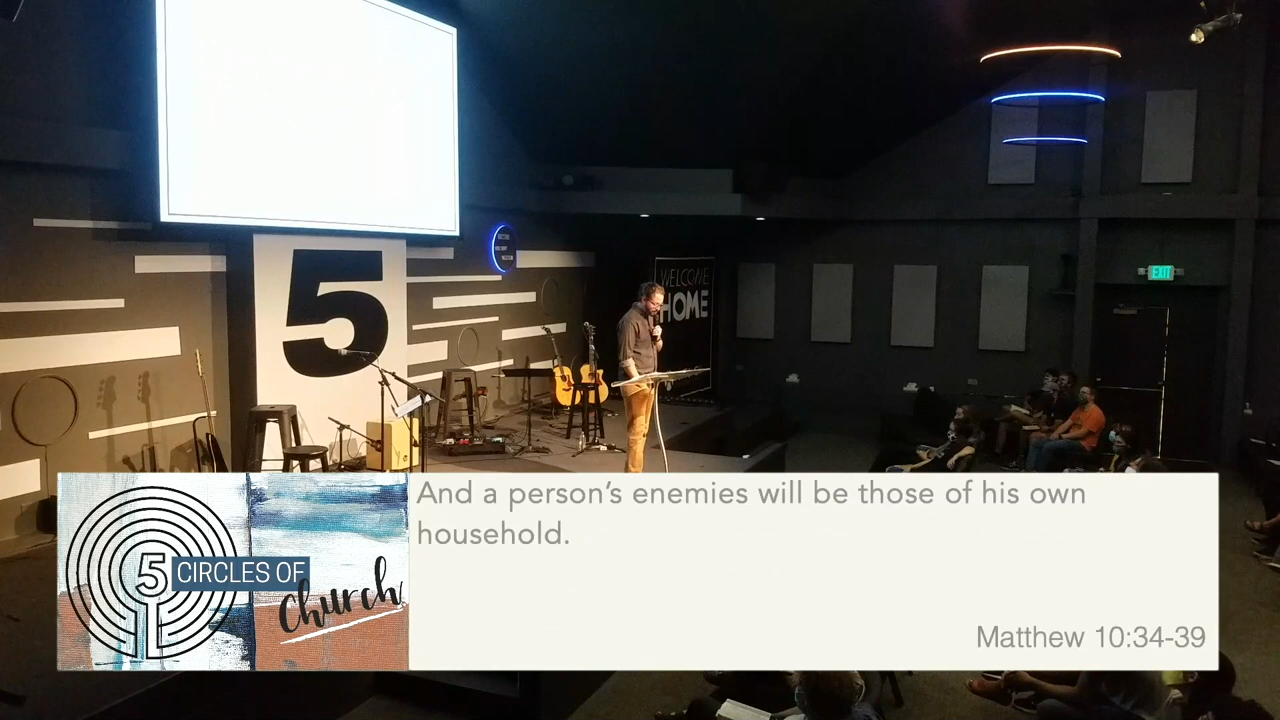 5
WELCOME
HOME
EXIT
And a person's enemies will be those of his own
household.
5 CIRCLES OF
Church
Matthew 10:34-39